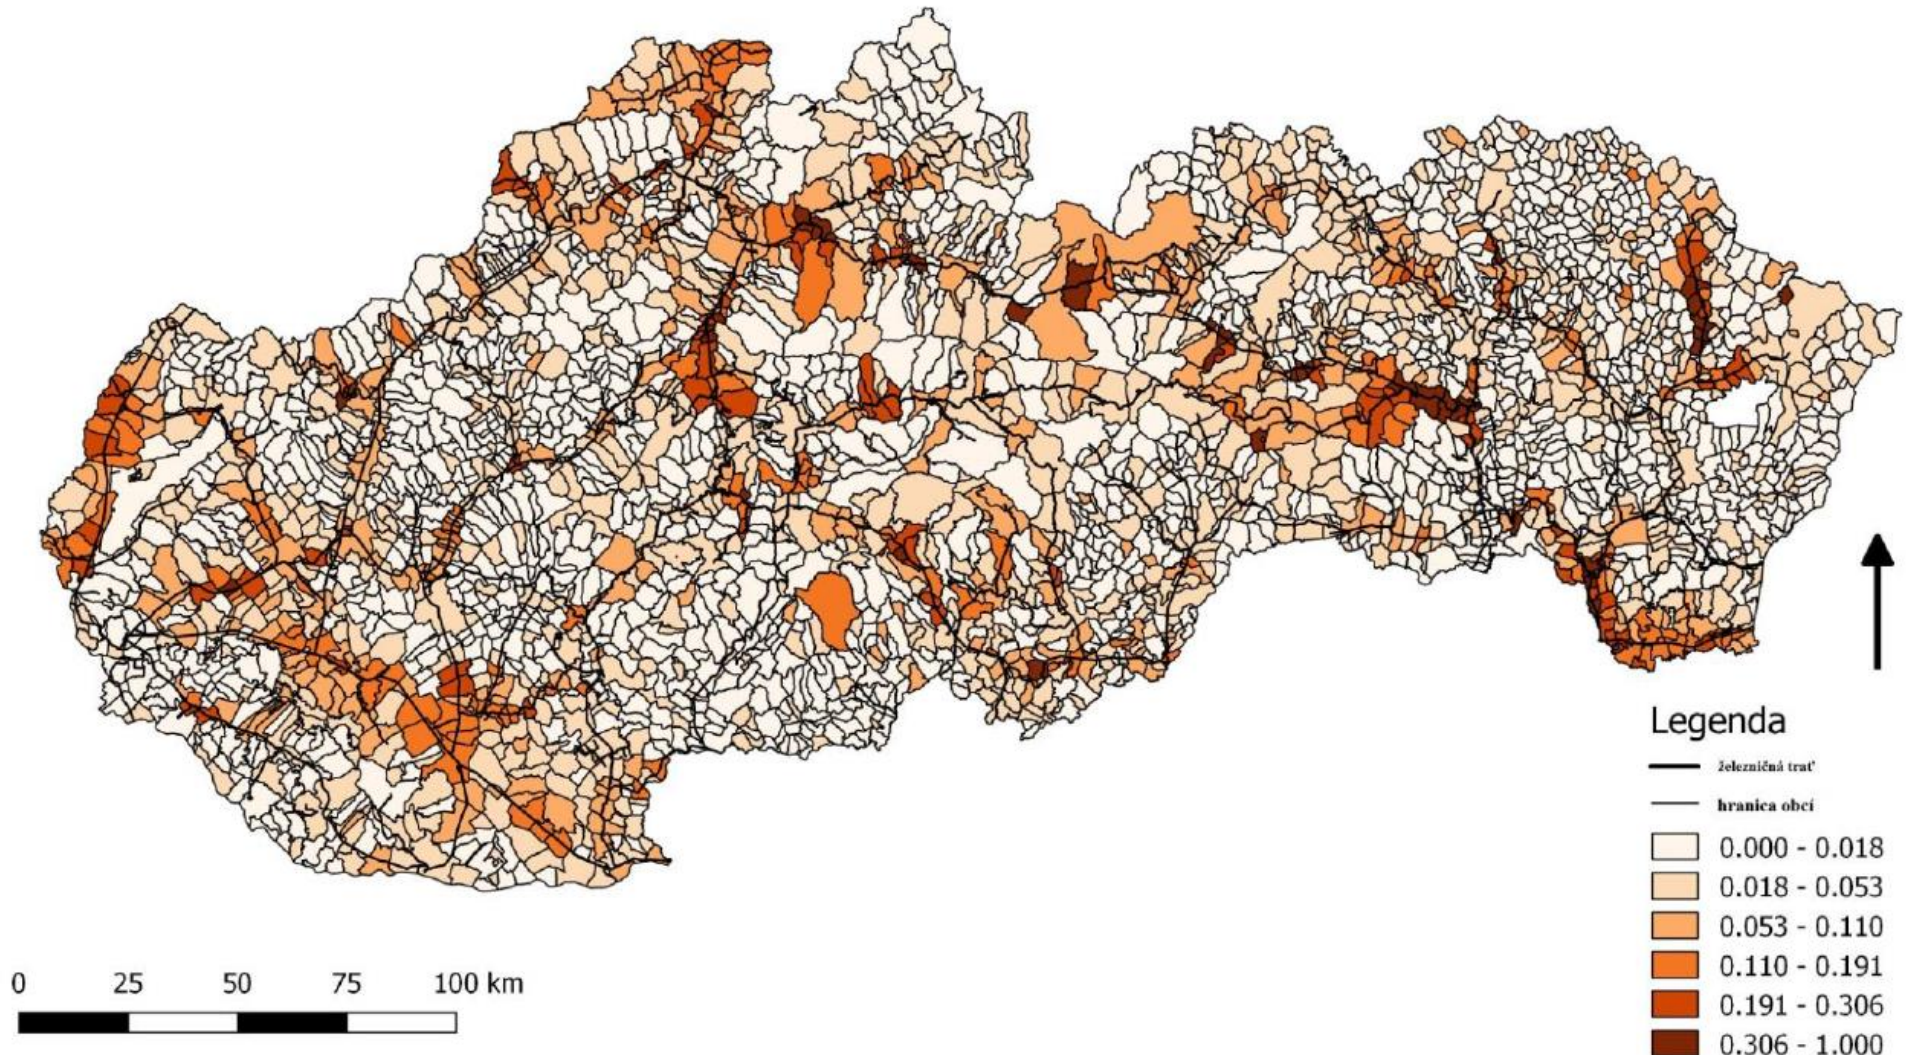 Legenda
železničná trať
hranica obcí
0.000 - 0.018
0.018 - 0.053
0.053 - 0.110
0.110 - 0.191
0.191 - 0.306
0.306 - 1.000
0 25 50 75 100 km